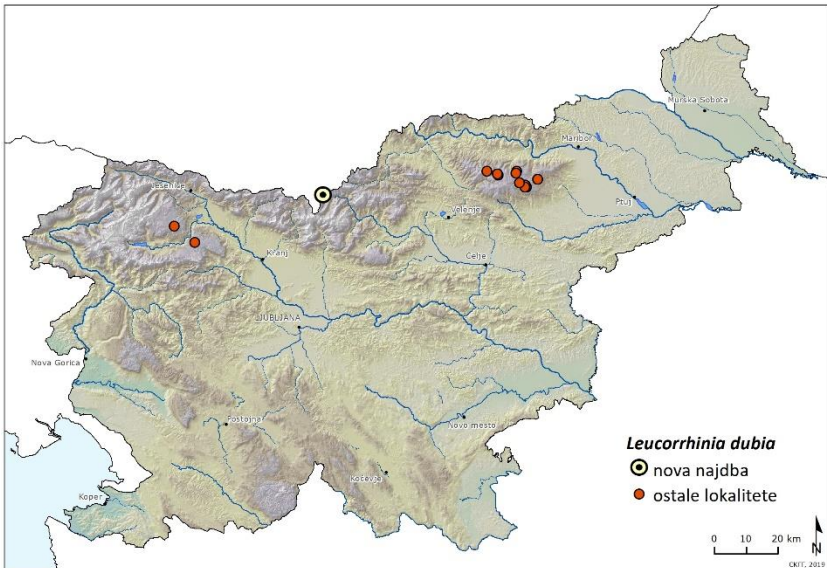 Murska Sobota
Maribor
Jesenice
Ptuj
Velenje
Kranj
Celje
LJUBLJANA
Nova Gorica
Postojna
Novo mesto
Kočevje
Koper
Leucorrhinia dubia
nova najdba
ostale lokalitete
0 10 20 km
N
CKFF, 2019